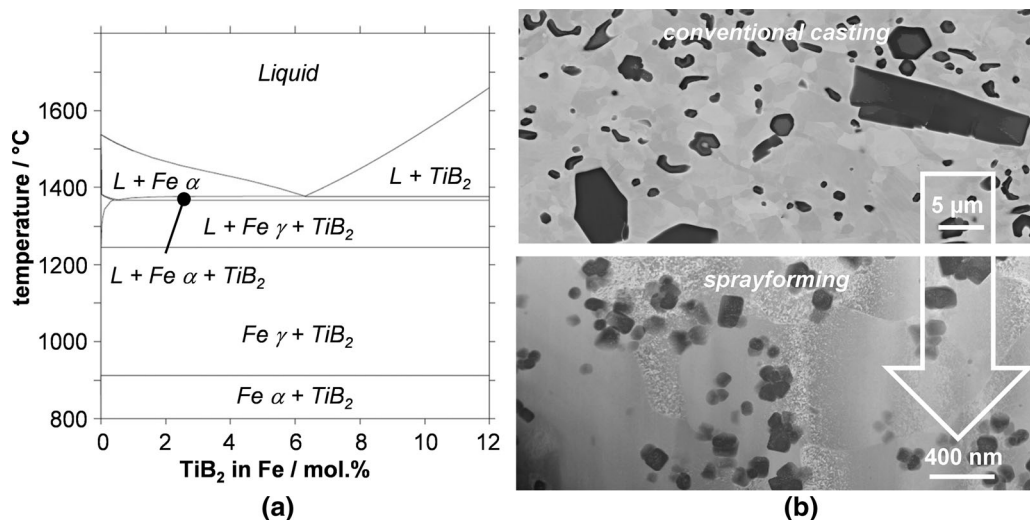 temperature / °C
1600
1400
1200
1000
800
Liquid
L + Fe α
L + TiB₂
L + Fe γ + TiB₂
L + Fe α + TiB₂
Fe γ + TiB₂
Fe α + TiB₂
0
2
4
6
8
10
12
TiB₂ in Fe / mol.%
(a)
conventional casting
5 µm
sprayforming
400 nm
(b)